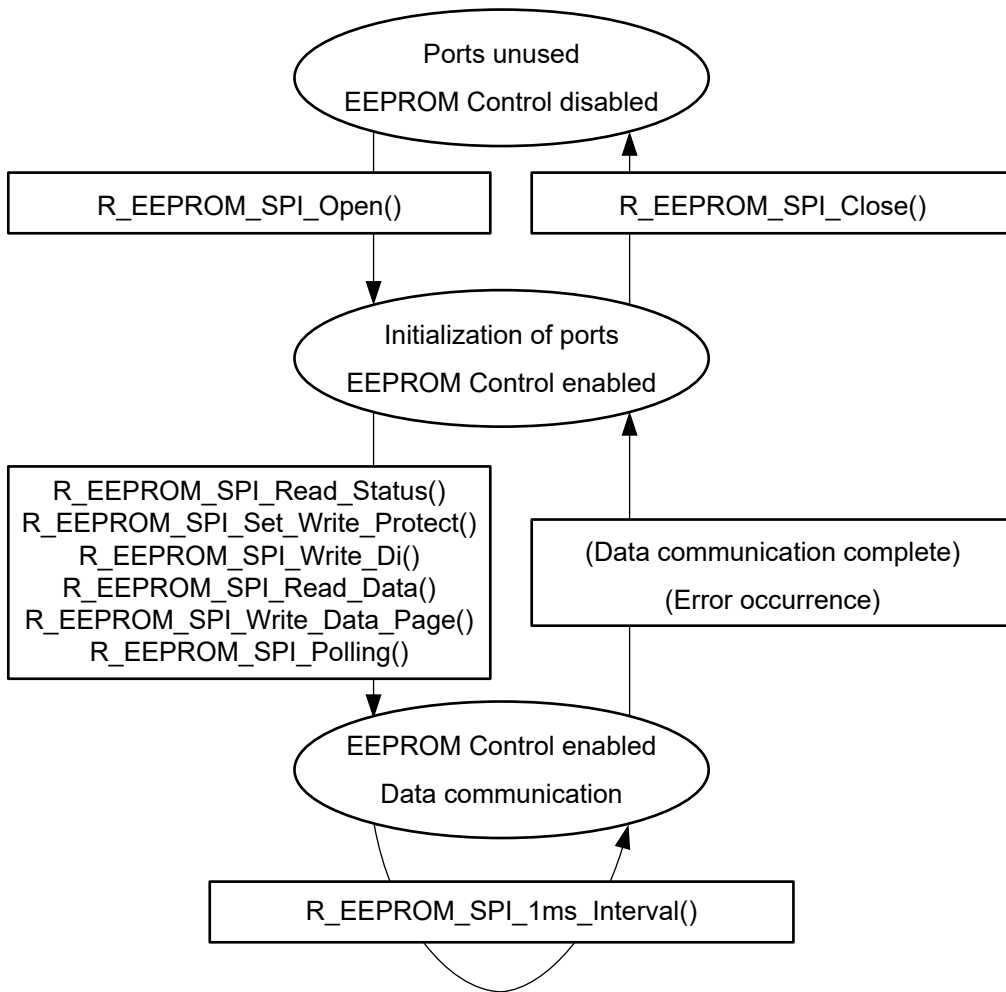 Ports unused
EEPROM Control disabled
R_EEPROM_SPI_Open()
R_EEPROM_SPI_Close()
Initialization of ports
EEPROM Control enabled
R_EEPROM_SPI_Read_Status()
R_EEPROM_SPI_Set_Write_Protect()
R_EEPROM_SPI_Write_Di()
R_EEPROM_SPI_Read_Data()
R_EEPROM_SPI_Write_Data_Page()
R_EEPROM_SPI_Polling()
(Data communication complete)
(Error occurrence)
EEPROM Control enabled
Data communication
R_EEPROM_SPI_1ms_Interval()